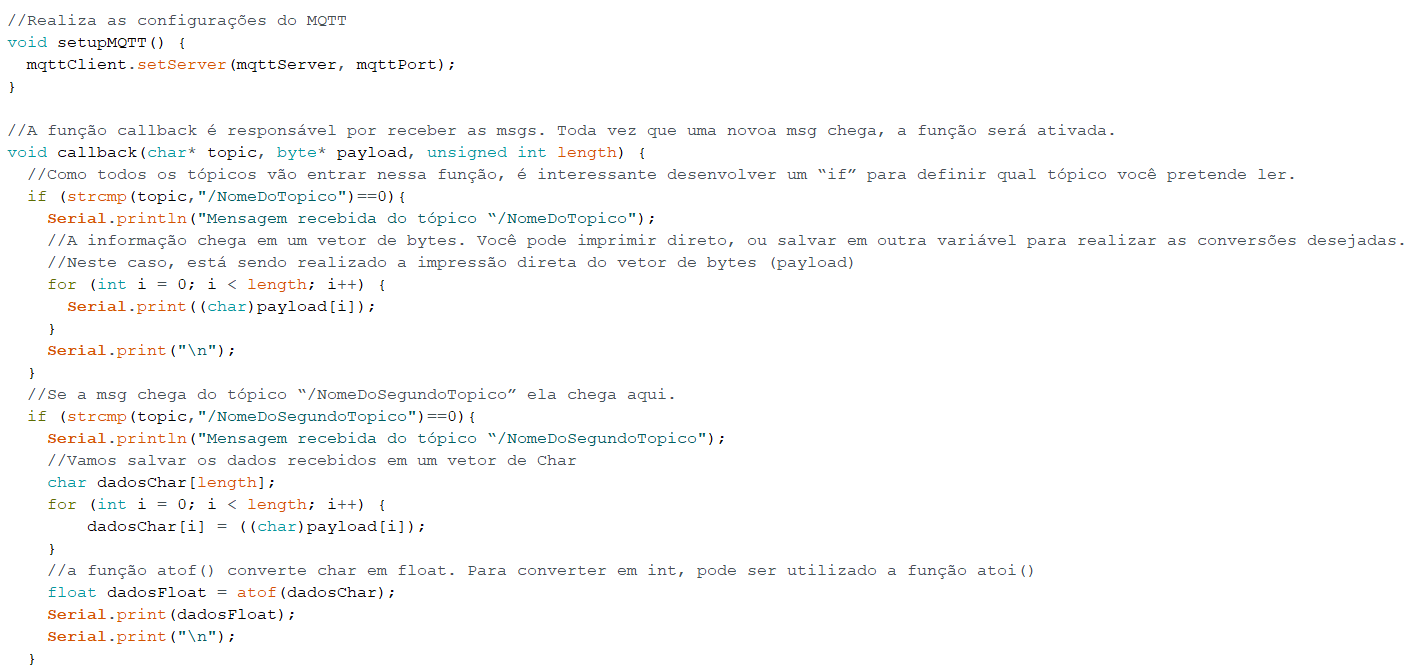 //Realiza as configurações do MQTT
void setupMQTT() {
  mqttClient.setServer(mqttServer, mqttPort);
}

//A função callback é responsável por receber as msgs. Toda vez que uma novoa msg chega, a função será ativada.
void callback(char* topic, byte* payload, unsigned int length) {
  //Como todos os tópicos vão entrar nessa função, é interessante desenvolver um “if” para definir qual tópico você pretende ler.
  if (strcmp(topic,"/NomeDoTopico")==0){
    Serial.println("Mensagem recebida do tópico “/NomeDoTopico");
    //A informação chega em um vetor de bytes. Você pode imprimir direto, ou salvar em outra variável para realizar as conversões desejadas.
    //Neste caso, está sendo realizado a impressão direta do vetor de bytes (payload)
    for (int i = 0; i < length; i++) {
      Serial.print((char)payload[i]);
    }
    Serial.print("\n");
  }
  //Se a msg chega do tópico “/NomeDoSegundoTopico” ela chega aqui.
  if (strcmp(topic,"/NomeDoSegundoTopico")==0){
    Serial.println("Mensagem recebida do tópico “/NomeDoSegundoTopico");
    //Vamos salvar os dados recebidos em um vetor de Char
    char dadosChar[length];
    for (int i = 0; i < length; i++) {
        dadosChar[i] = ((char)payload[i]);
    }
    //a função atof() converte char em float. Para converter em int, pode ser utilizado a função atoi()
    float dadosFloat = atof(dadosChar);
    Serial.print(dadosFloat);
    Serial.print("\n");
  }